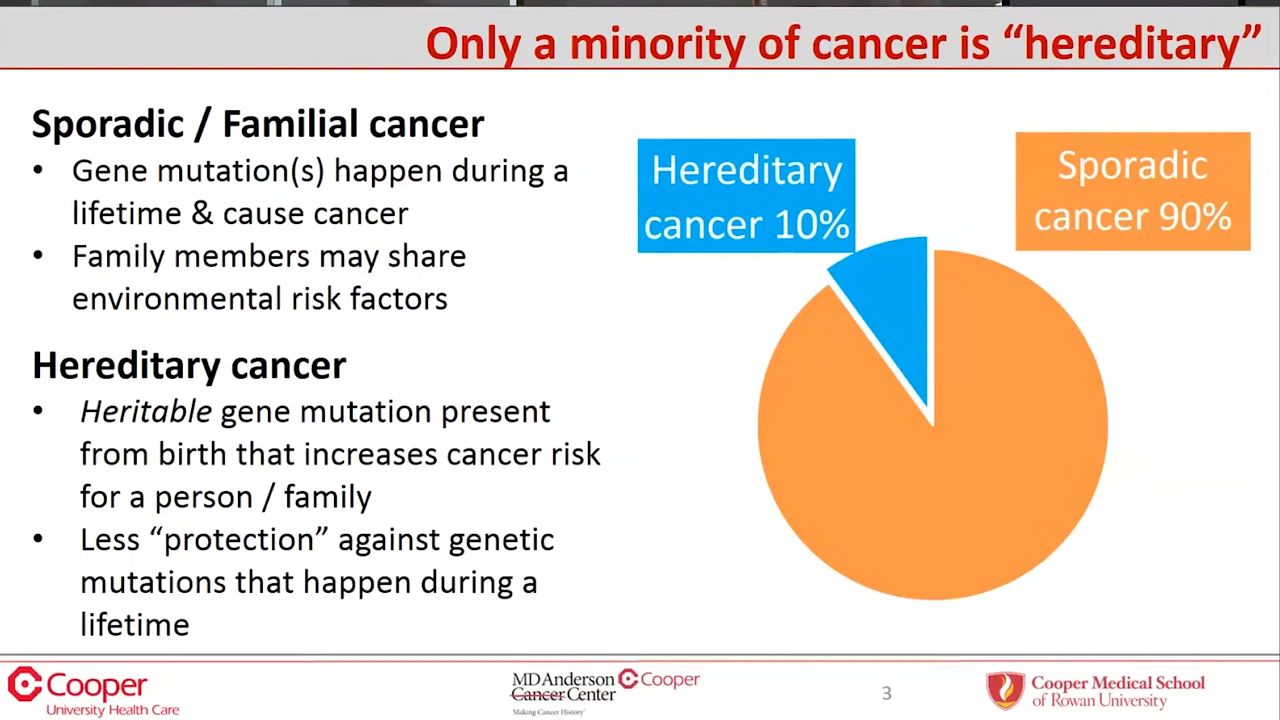 Only a minority of cancer is “hereditary”
Sporadic / Familial cancer
• Gene mutation(s) happen during a
lifetime & cause cancer
• Family members may share
environmental risk factors
Hereditary cancer
• Heritable gene mutation present
from birth that increases cancer risk
for a person / family
• Less “protection” against genetic
mutations that happen during a
lifetime
Hereditary
cancer 10%
Sporadic
cancer 90%
Cooper
University Health Care
MD Anderson
Cancer Center
Making Cancer History®
Cooper
3
Cooper Medical School
of Rowan University